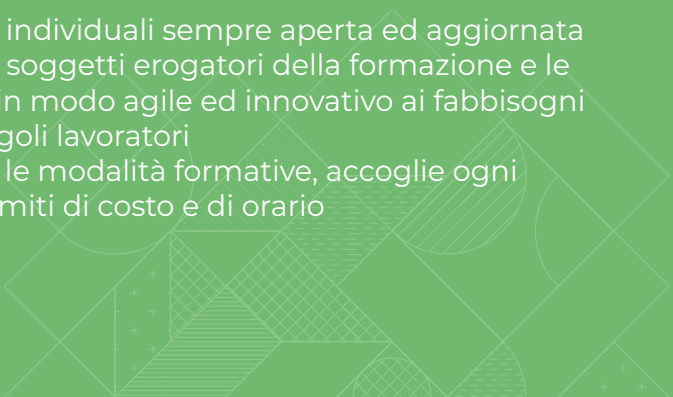 individuali sempre aperta ed aggiornata
soggetti erogatori della formazione e le
in modo agile ed innovativo ai fabbisogni
goli lavoratori
le modalità formative, accoglie ogni
miti di costo e di orario